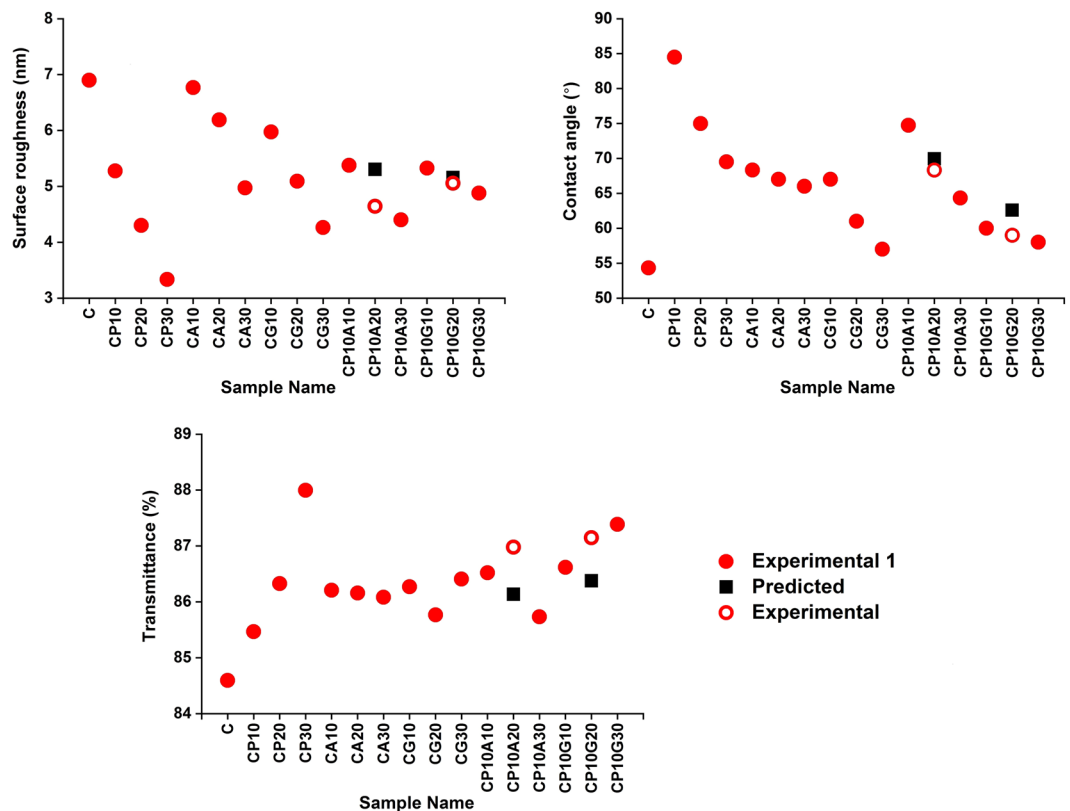 Surface roughness (nm)
7
6
5
4
3
C
CP10
CP20
CP30
CA10
CA20
CA30
CG10
CG20
CG30
CP10A10
CP10A20
CP10A30
CP10G10
CP10G20
CP10G30
Sample Name
Contact angle (°)
90
85
80
75
70
65
60
55
50
C
CP10
CP20
CP30
CA10
CA20
CA30
CG10
CG20
CG30
CP10A10
CP10A20
CP10A30
CP10G10
CP10G20
CP10G30
Sample Name
8
Transmittance (%)
89
88
87
86
85
84
C
CP10
CP20
CP30
CA10
CA20
CA30
CG10
CG20
CG30
CP10A10
CP10A20
CP10A30
CP10G10
CP10G20
CP10G30
Sample Name
Experimental 1
Predicted
Experimental